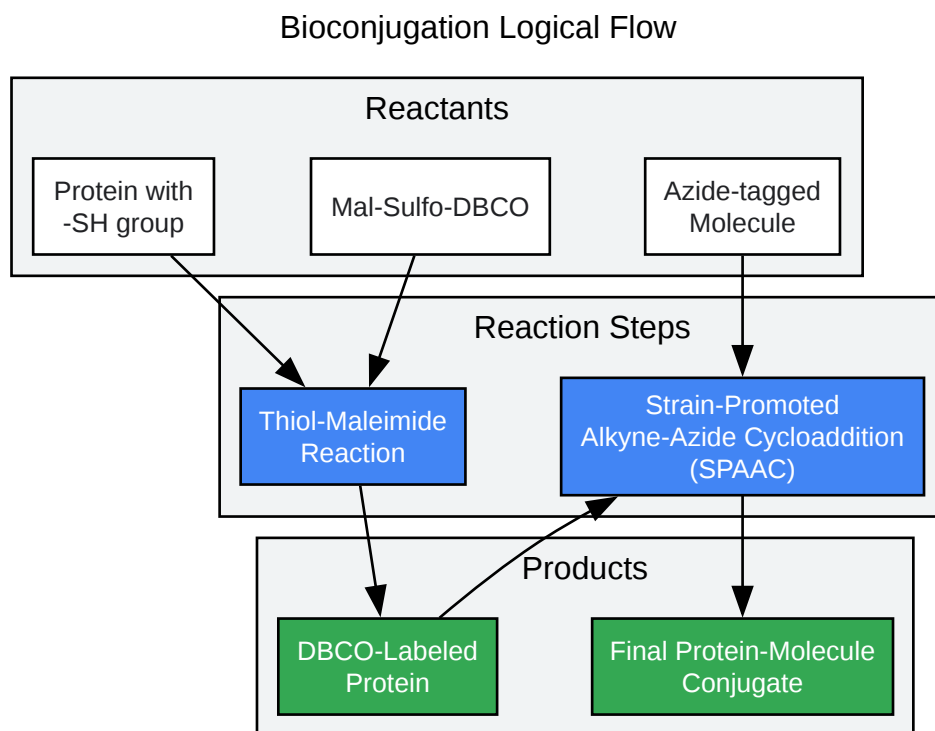 Bioconjugation Logical Flow
Reactants
Protein with
-SH group
Mal-Sulfo-DBCO
Azide-tagged
Molecule
Reaction Steps
Thiol-Maleimide
Reaction
Strain-Promoted
Alkyne-Azide Cycloaddition
(SPAAC)
Products
DBCO-Labeled
Protein
Final Protein-Molecule
Conjugate